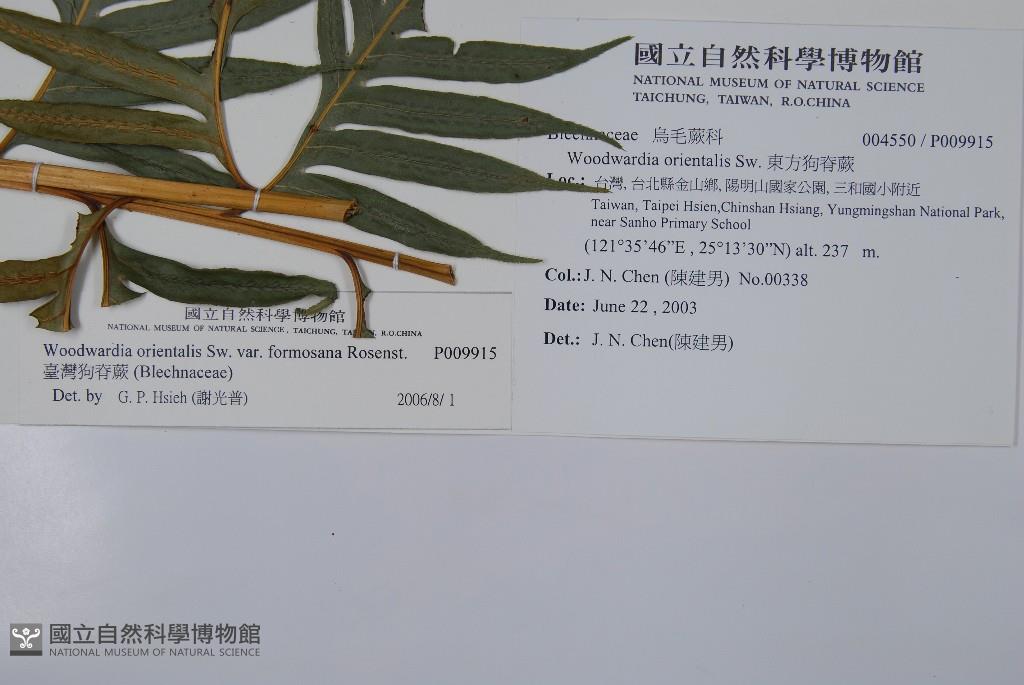 國立自然科學博物館
NATIONAL MUSEUM OF NATURAL SCIENCE
TAICHUNG, TAIWAN, R.O.CHINA
Blechnaceae 烏毛蕨科 004550 / P009915
Woodwardia orientalis Sw. 東方狗脊蕨
Loc.: 台灣, 台北縣金山鄉, 陽明山國家公園, 三和國小附近
Taiwan, Taipei Hsien,Chinshan Hsiang, Yungmingshan National Park,
near Sanho Primary School
(121°35'46”E , 25°13'30”N) alt. 237 m.
Col.: J. N. Chen (陳建男) No.00338
Date: June 22 , 2003
Det.: J. N. Chen(陳建男)
國立自然科學博物館
NATIONAL MUSEUM OF NATURAL SCIENCE, TAICHUNG, TAIWAN, R.O.CHINA
Woodwardia orientalis Sw. var. formosana Rosenst. P009915
臺灣狗脊蕨 (Blechnaceae)
Det. by G. P. Hsieh (謝光普) 2006/8/ 1
國立自然科學博物館
NATIONAL MUSEUM OF NATURAL SCIENCE